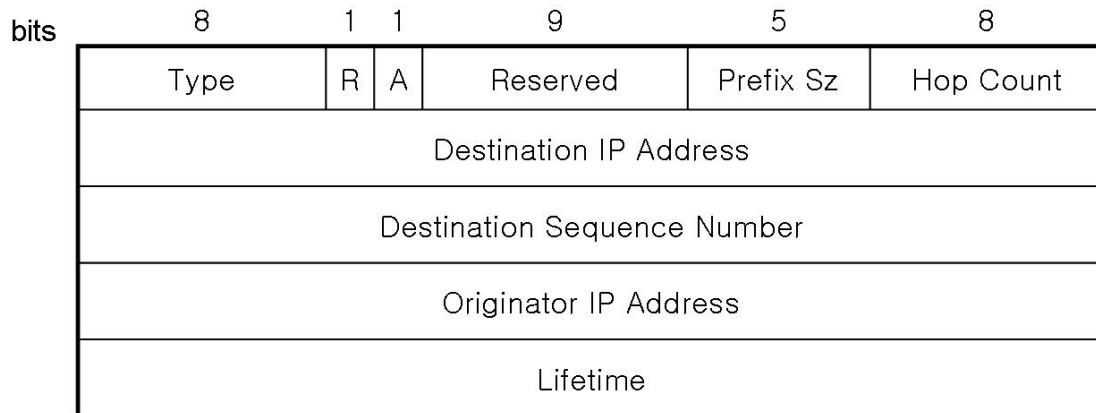 bits 8 1 1 9 5 8
Type R A Reserved Prefix Sz Hop Count
Destination IP Address
Destination Sequence Number
Originator IP Address
Lifetime